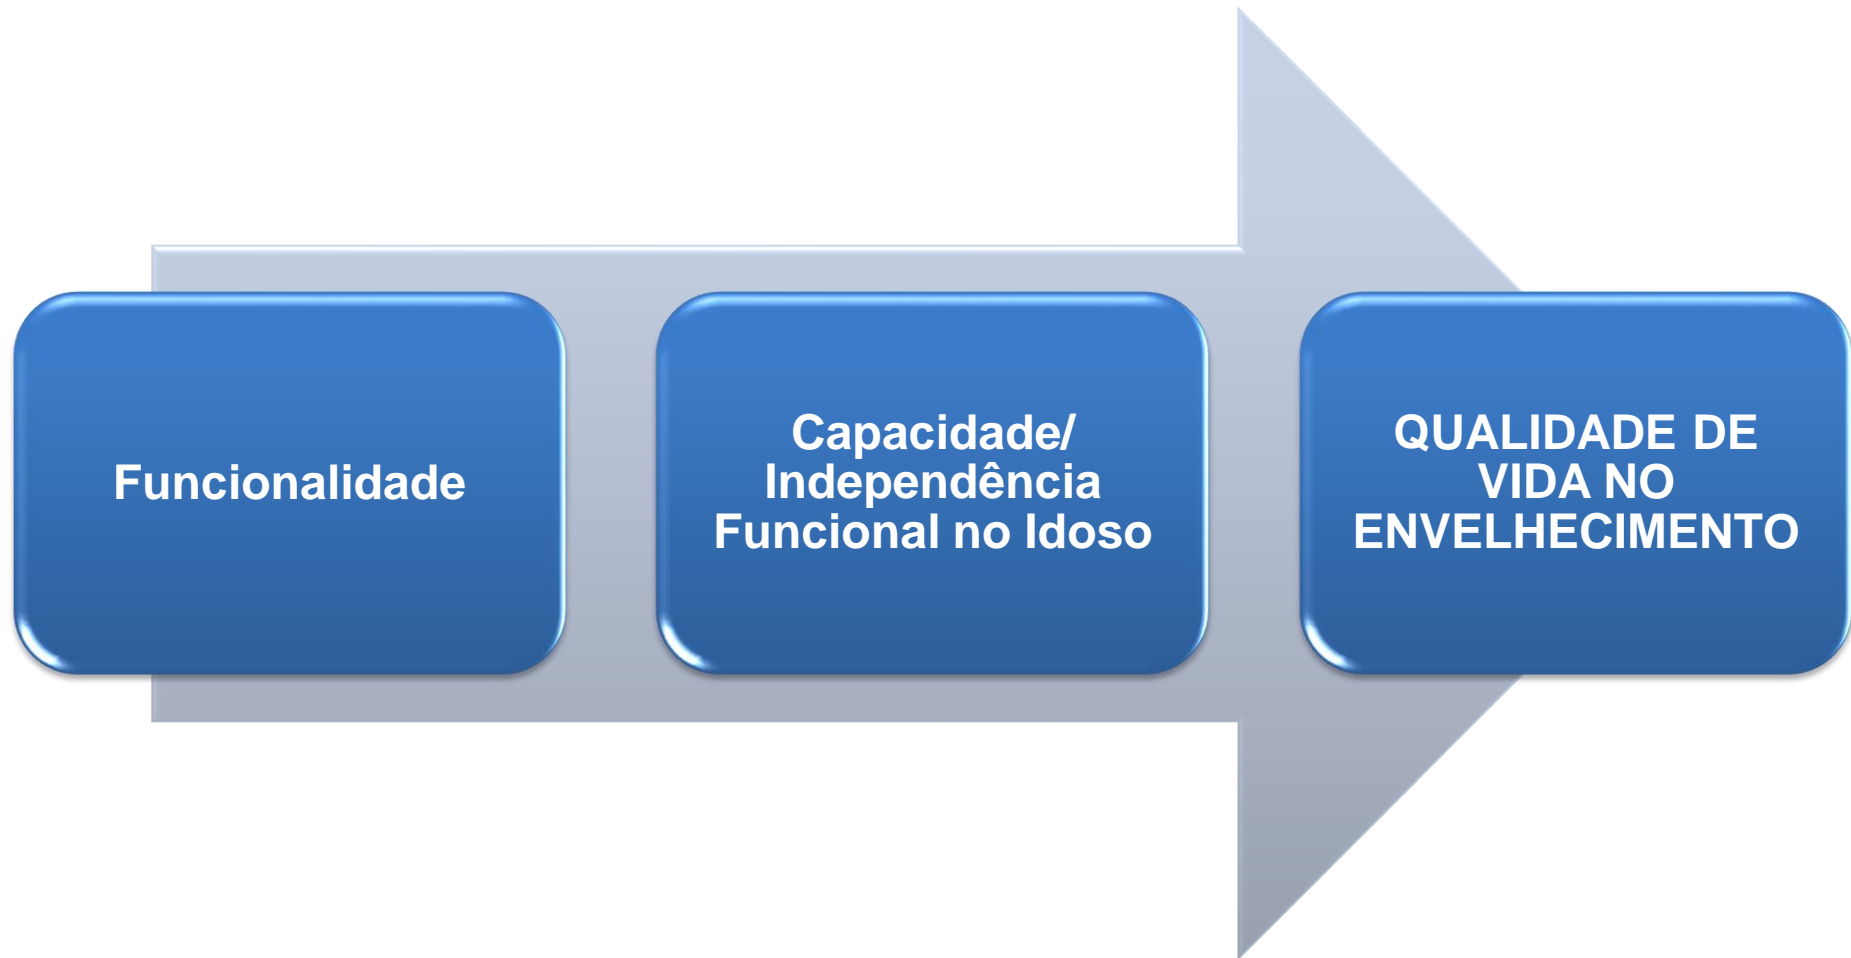 Funcionalidade
Capacidade/
Independência
Funcional no Idoso
QUALIDADE DE
VIDA NO
ENVELHECIMENTO